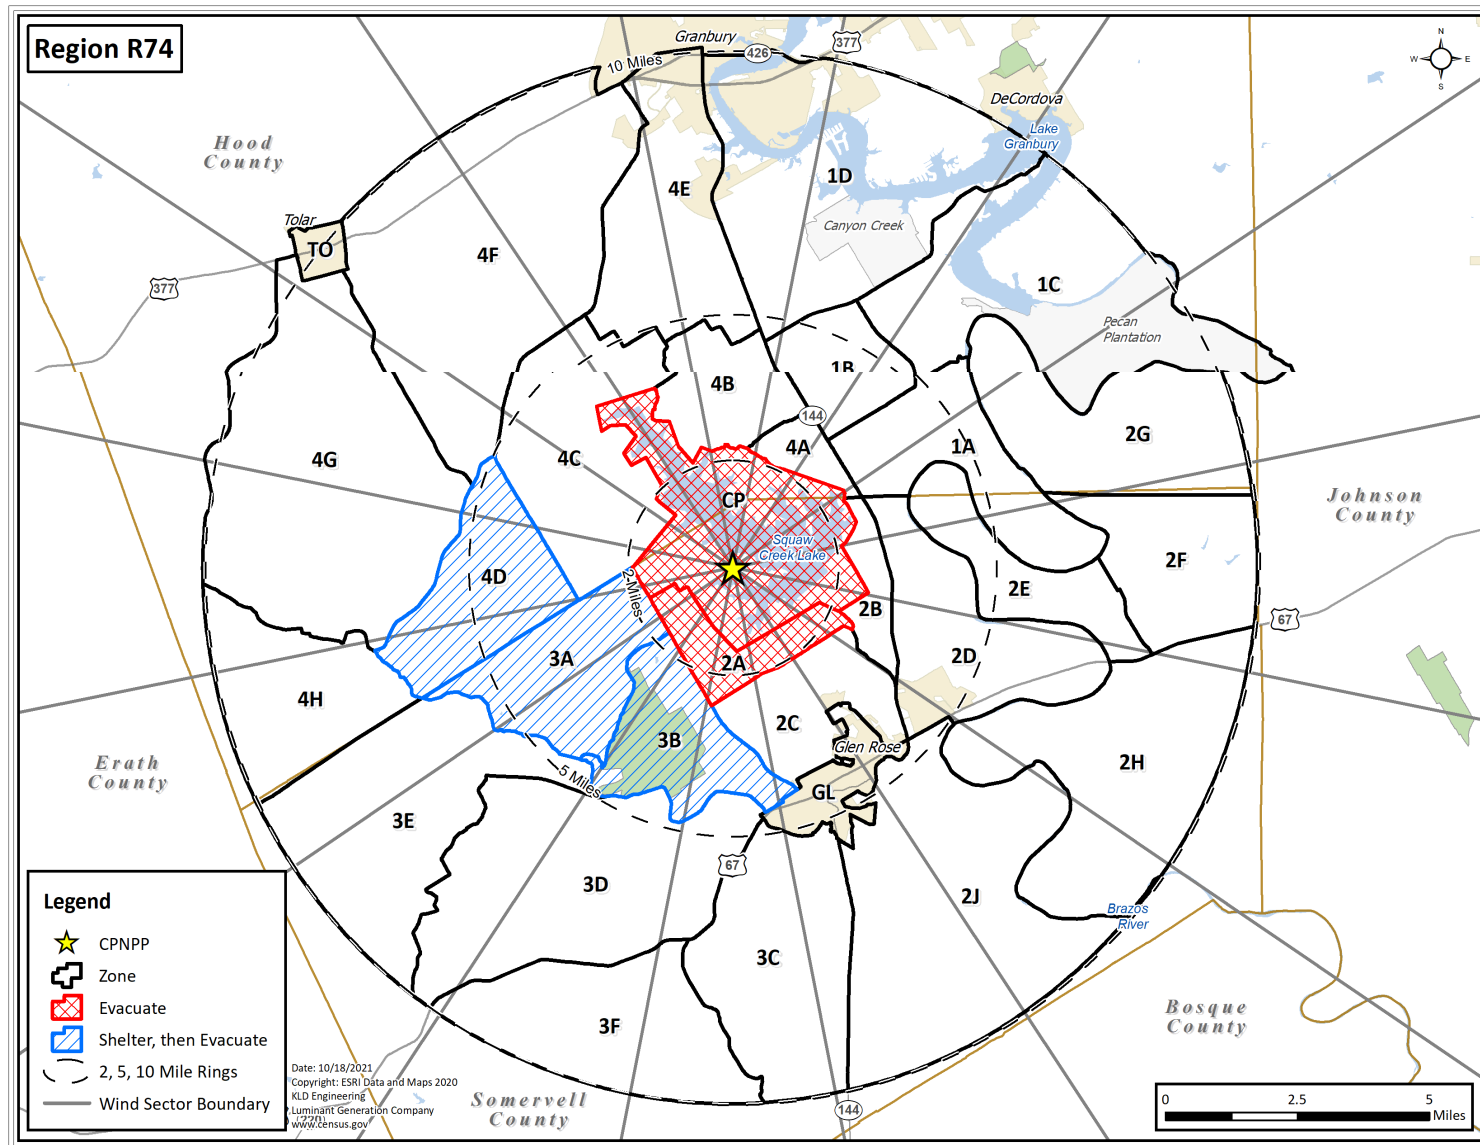 Region R74
Granbury
426
377
10 Miles
N
W
E
S
DeCordova
Lake
Granbury
Hood
County
4E
1D
Tolar
TO
4F
Canyon Creek
377
1C
Pecan
Plantation
1B
4B
144
4A
1A
2G
4G
4C
CP
Johnson
County
Squaw
Creek Lake
4D
2 Miles
2E
2F
2B
67
3A
2A
2D
4H
2C
3B
Glen Rose
Erath
County
2H
5 Miles
GL
3E
67
3D
2J
Brazos
River
3C
Bosque
County
3F
Legend
CPNPP
Zone
Evacuate
Shelter, then Evacuate
2, 5, 10 Mile Rings
Wind Sector Boundary
220
Date: 10/18/2021
Copyright: ESRI Data and Maps 2020
KLD Engineering
Luminant Generation Company
www.census.gov
Somervell
County
144
0 2.5 5
Miles